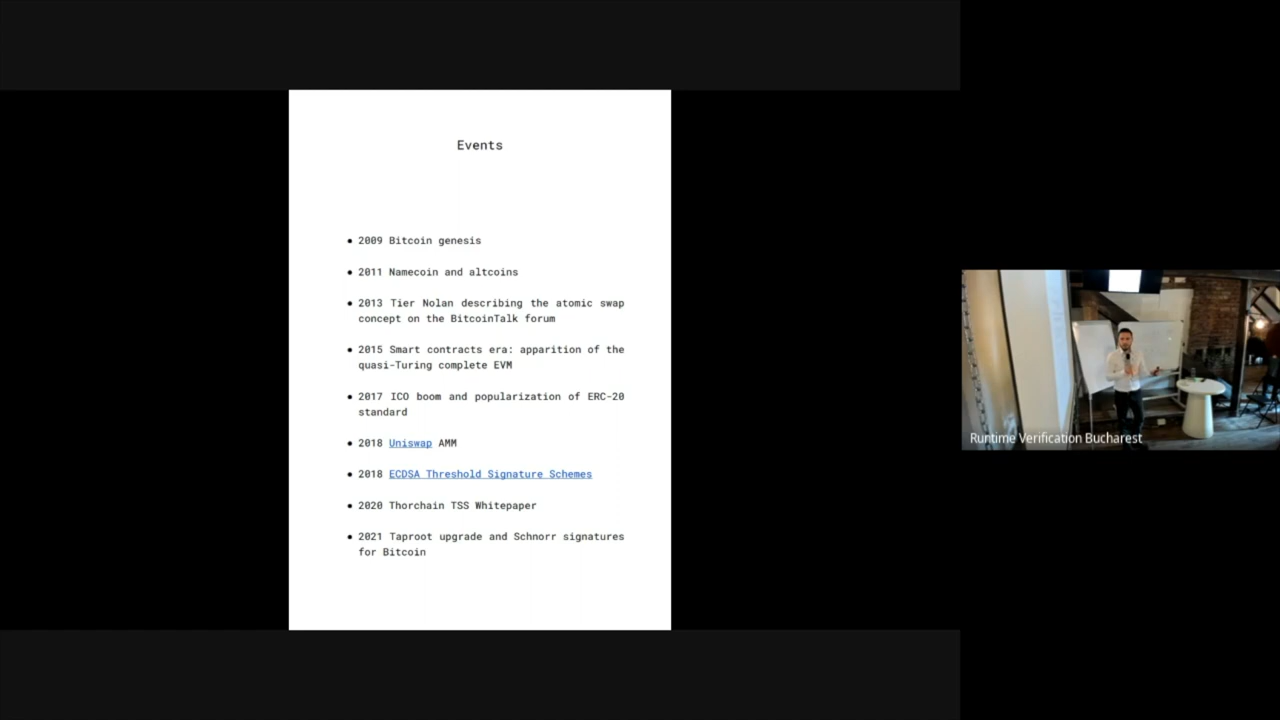 Events
• 2009 Bitcoin genesis
• 2011 Namecoin and altcoins
• 2013 Tier Nolan describing the atomic swap
concept on the BitcoinTalk forum
• 2015 Smart contracts era: apparition of the
quasi-Turing complete EVM
• 2017 ICO boom and popularization of ERC-20
standard
• 2018 Uniswap AMM
• 2018 ECDSA Threshold Signature Schemes
• 2020 Thorchain TSS Whitepaper
• 2021 Taproot upgrade and Schnorr signatures
for Bitcoin
Runtime Verification Bucharest